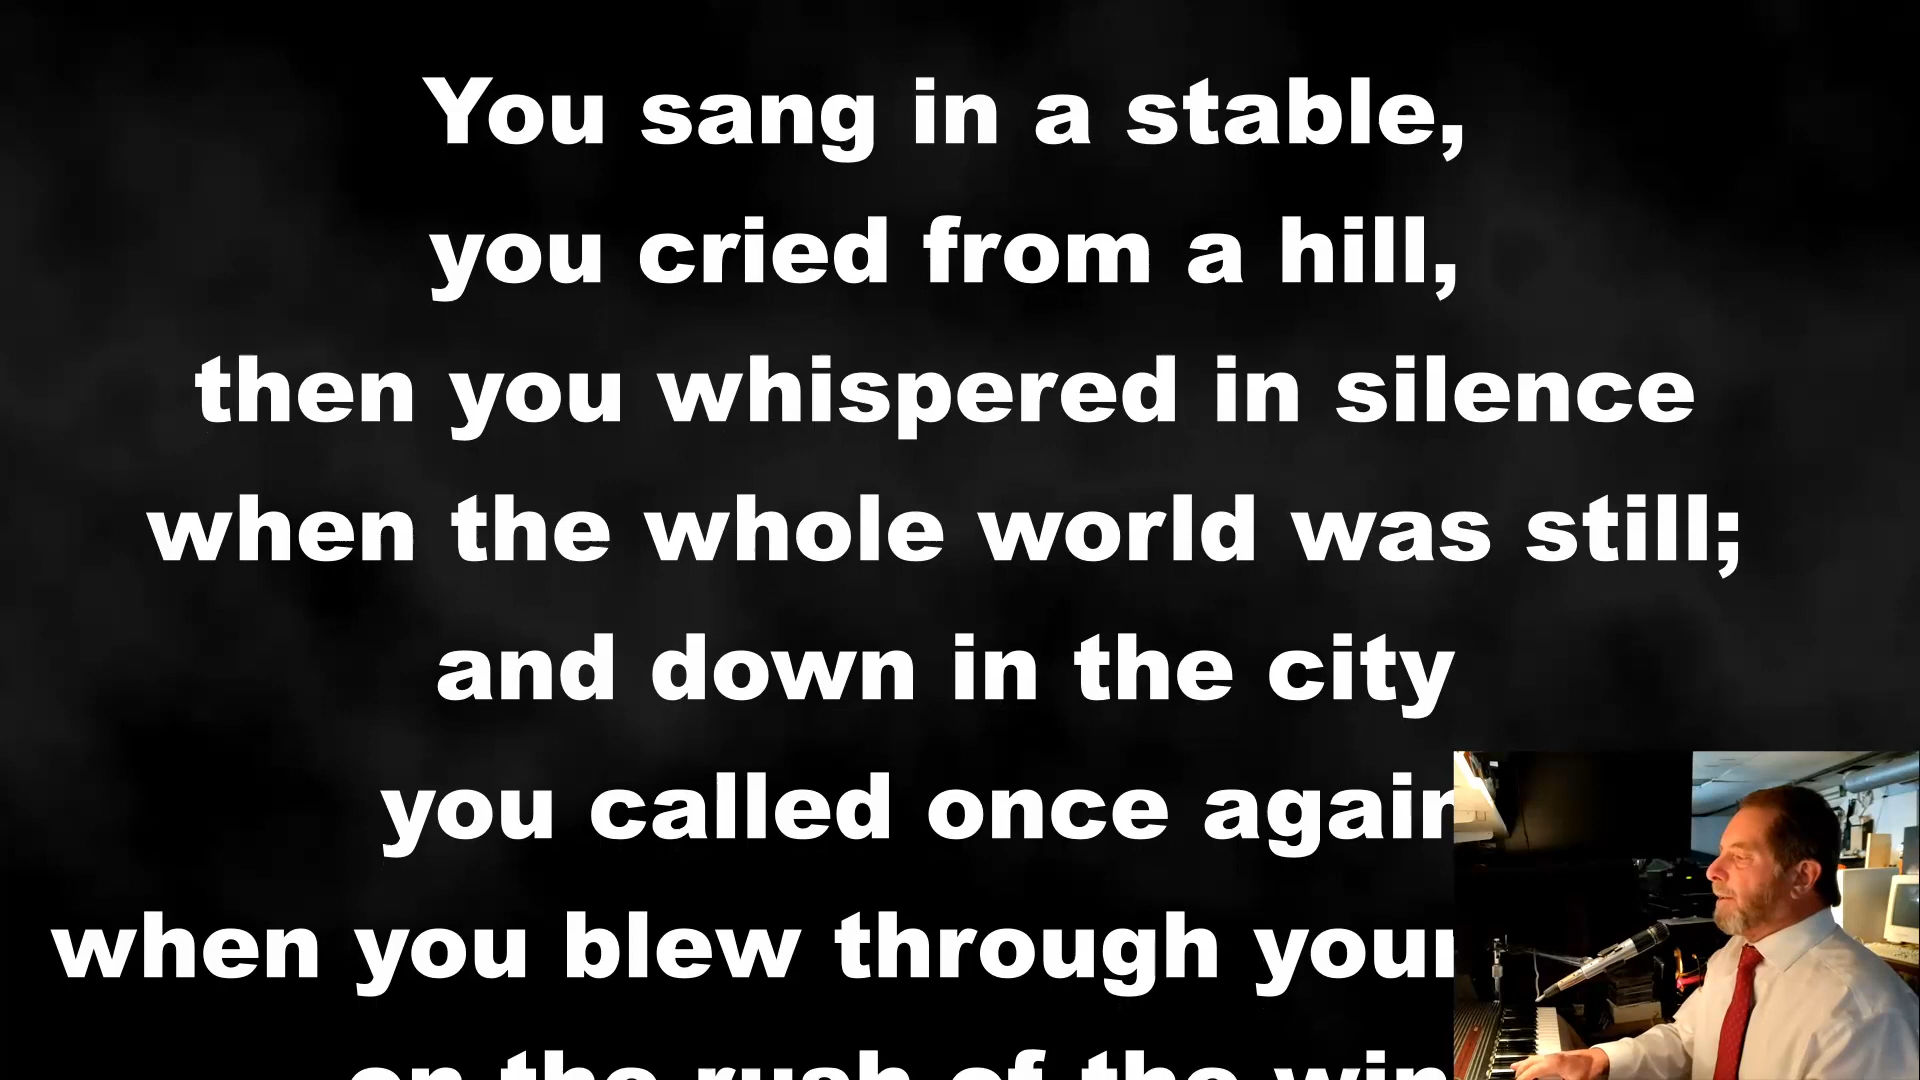 You sang in a stable,
you cried from a hill,
then you whispered in silence
when the whole world was still;
and down in the city
you called once again
when you blew through your
on the rush of the